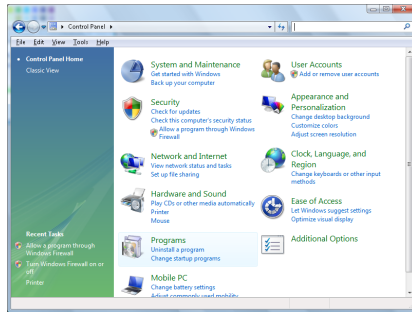 Control Panel
File Edit View Tools Help
Control Panel Home
Classic View
System and Maintenance
Get started with Windows
Back up your computer
Security
Check for updates
Check this computer's security status
Allow a program through Windows
Firewall
Network and Internet
View network status and tasks
Set up file sharing
Hardware and Sound
Play CDs or other media automatically
Printer
Mouse
Programs
Uninstall a program
Change startup programs
Mobile PC
Change battery settings
Adjust commonly used mobility
User Accounts
Add or remove user accounts
Appearance and
Personalization
Change desktop background
Customize colors
Adjust screen resolution
Clock, Language, and
Region
Change keyboards or other input
methods
Ease of Access
Let Windows suggest settings
Optimize visual display
Additional Options
Recent Tasks
Allow a program through
Windows Firewall
Turn Windows Firewall on or
off
Printer